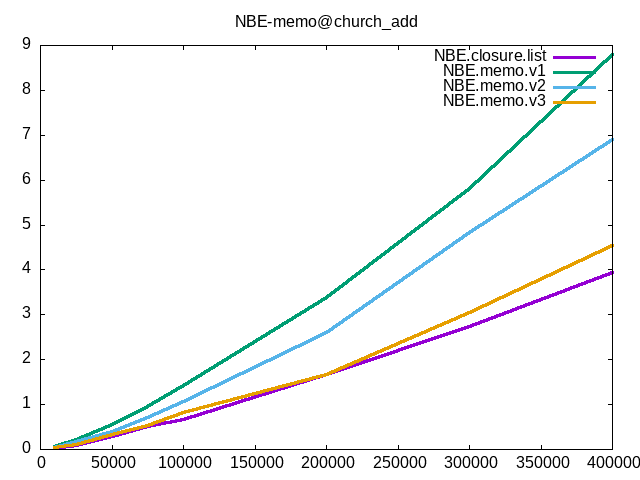 NBE-memo@church_add
NBE.closure.list
NBE.memo.v1
NBE.memo.v2
NBE.memo.v3
9
8
7
6
5
4
3
2
1
0
0 50000 100000 150000 200000 250000 300000 350000 400000